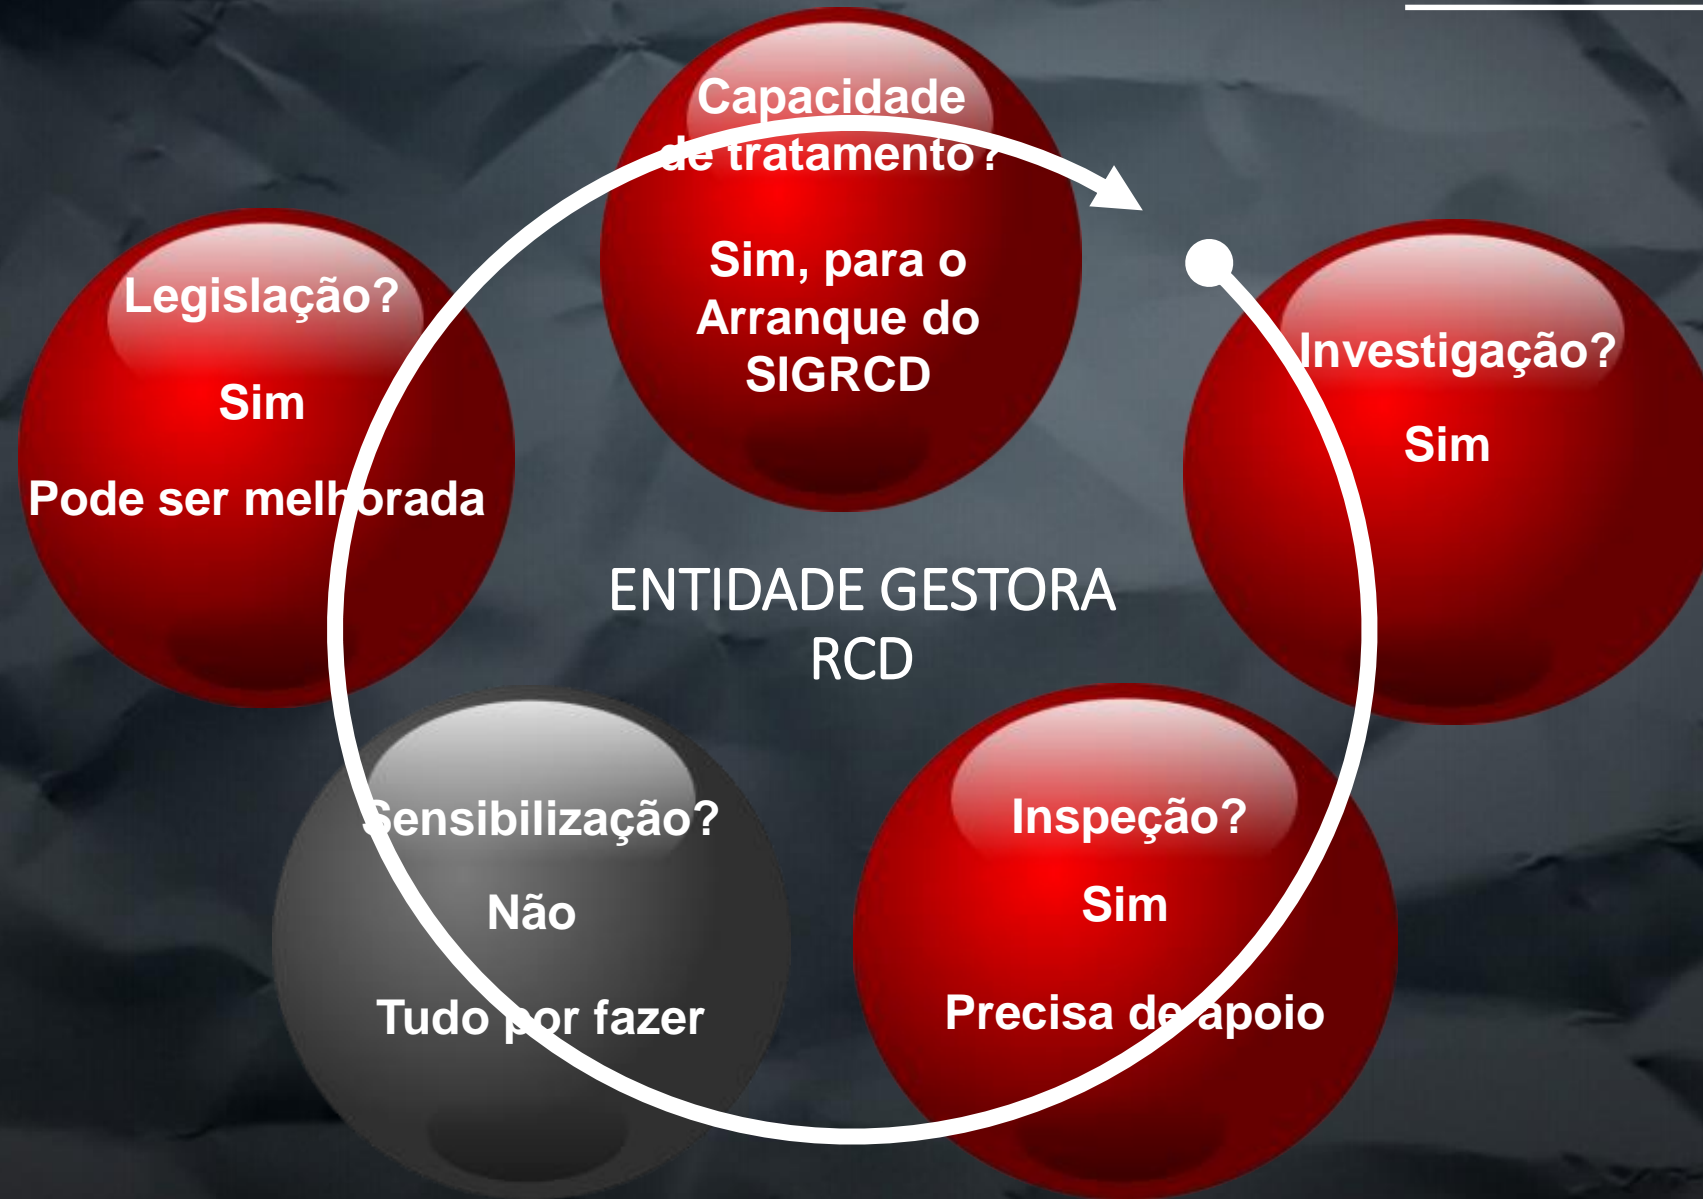 Capacidade
de tratamento?
Sim, para o
Arranque do
SIGRCD
Legislação?
Sim
Pode ser melhorada
Investigação?
Sim
ENTIDADE GESTORA
RCD
Sensibilização?
Não
Tudo por fazer
Inspeção?
Sim
Precisa de apoio